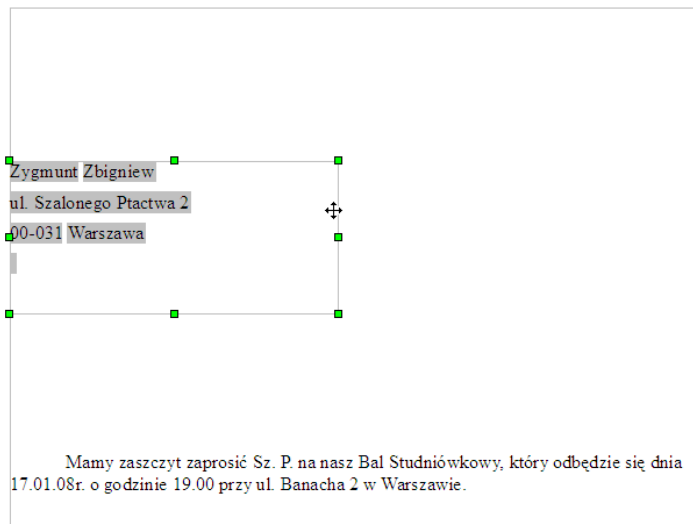 Zygmunt Zbigniew
ul. Szalonego Ptactwa 2
00-031 Warszawa
Mamy zaszczyt zaprosić Sz. P. na nasz Bal Studniówkowy, który odbędzie się dnia
17.01.08r. o godzinie 19.00 przy ul. Banacha 2 w Warszawie.